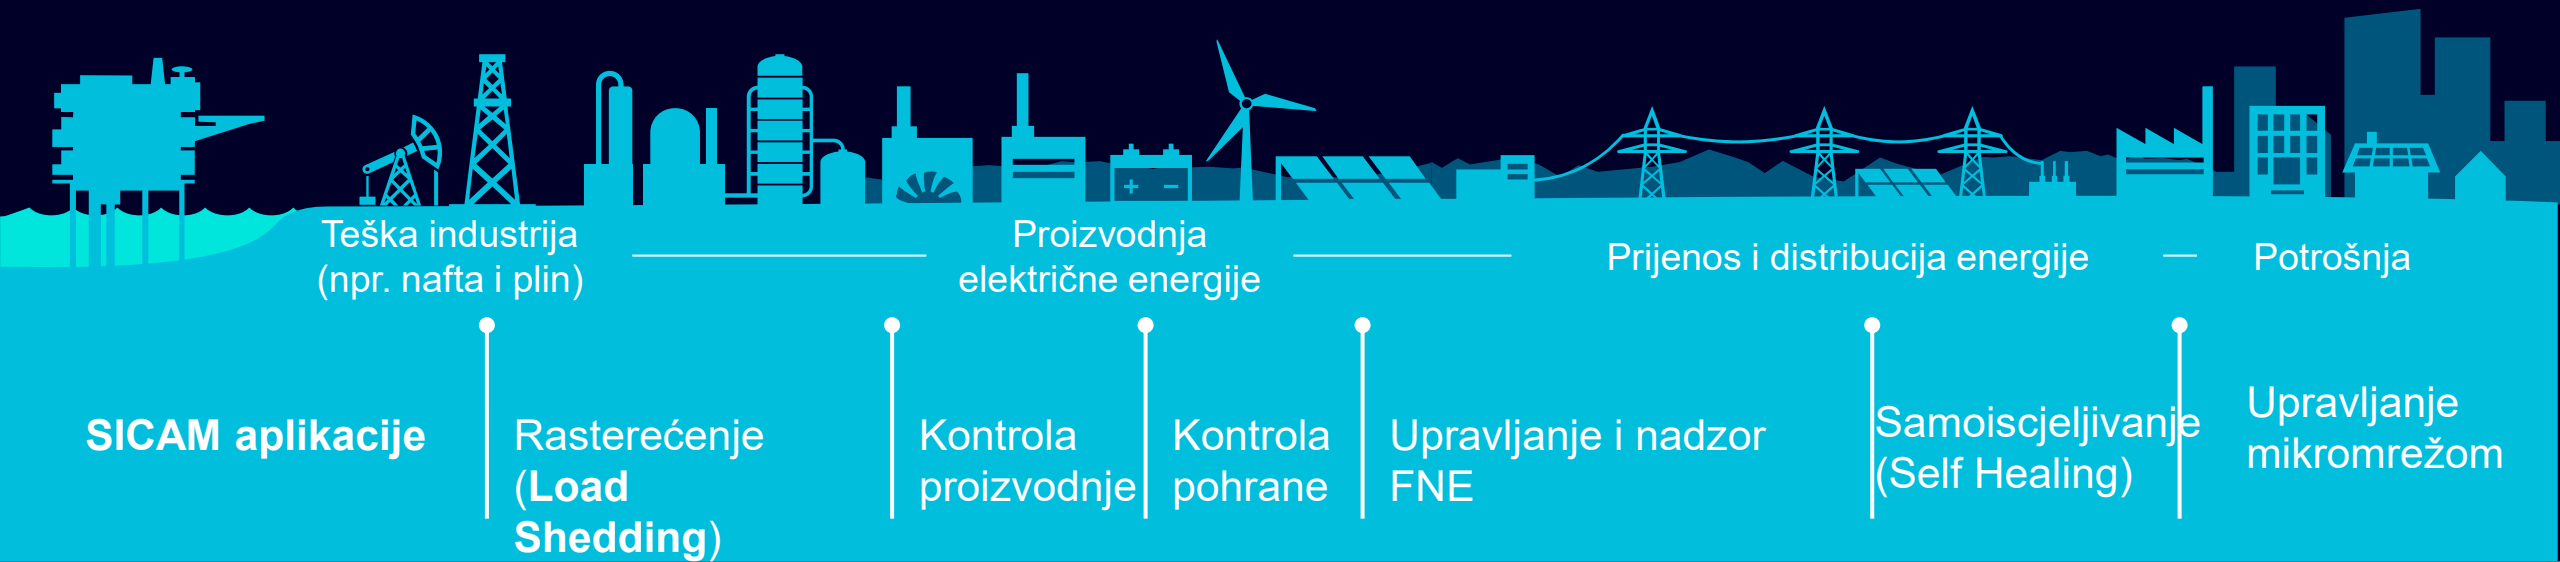 Teška industrija
(npr. nafta i plin)
Proizvodnja
električne energije
Prijenos i distribucija energije
Potrošnja
SICAM aplikacije
Rasterećenje
(Load
Shedding)
Kontrola
proizvodnje
Kontrola
pohrane
Upravljanje i nadzor
FNE
Samoiscjeljivanje
(Self Healing)
Upravljanje
mikromrežom